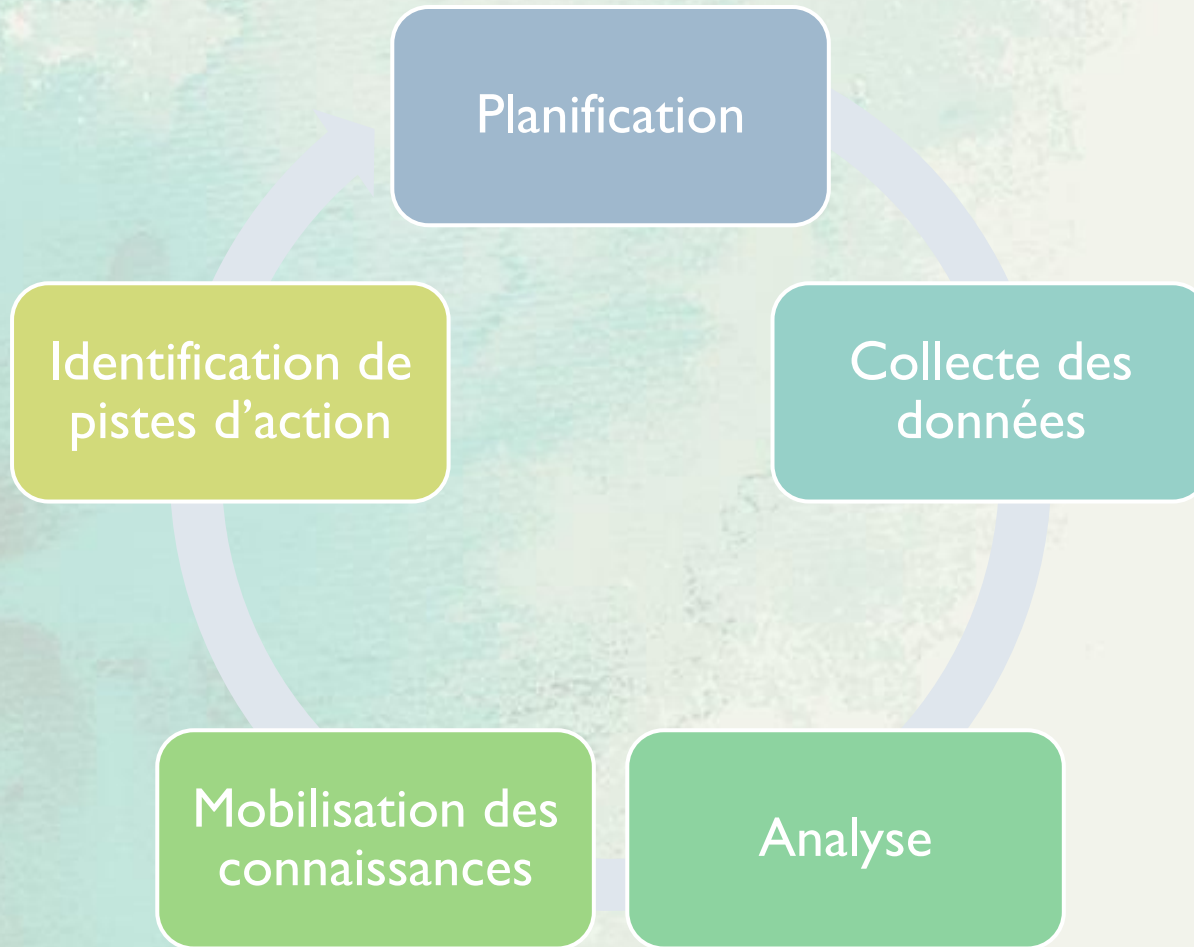 Planification
Collecte des
données
Analyse
Mobilisation des
connaissances
Identification de
pistes d’action